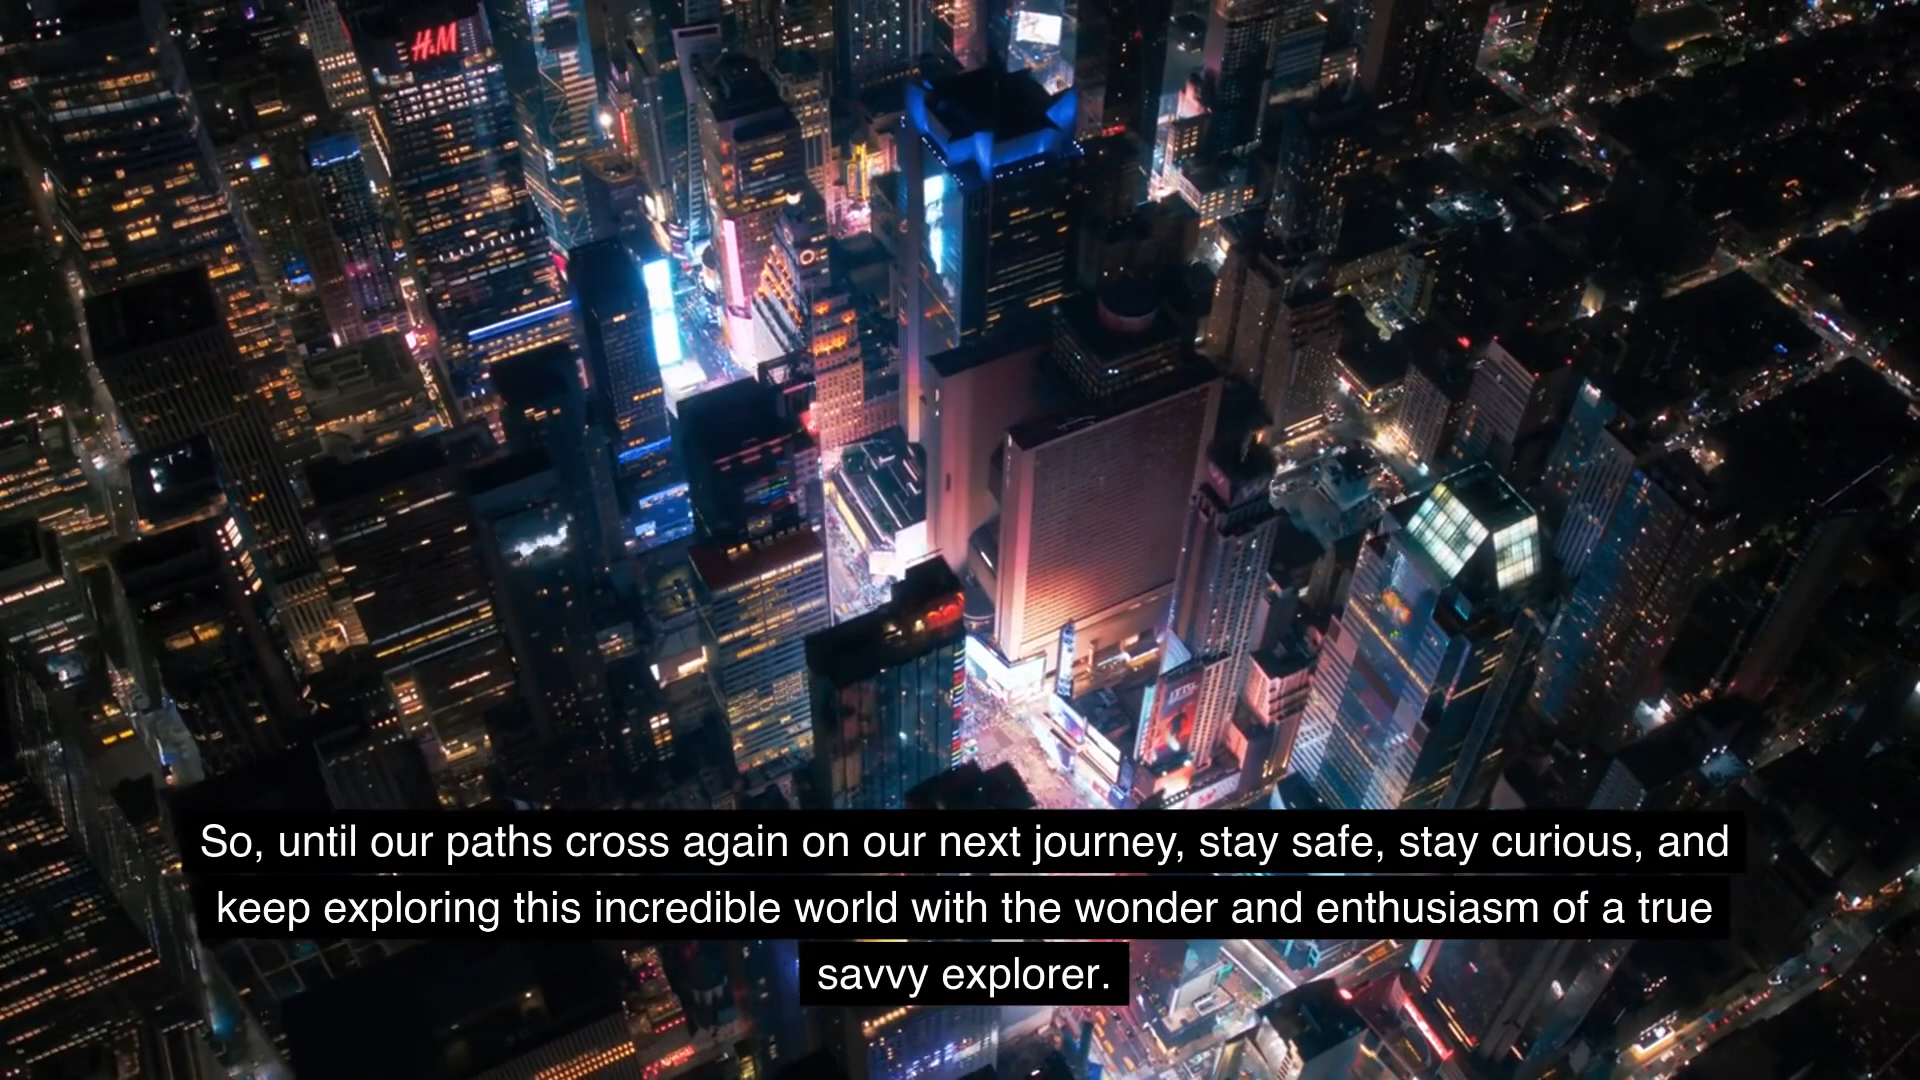 H&M
So, until our paths cross again on our next journey, stay safe, stay curious, and
keep exploring this incredible world with the wonder and enthusiasm of a true
savvy explorer.